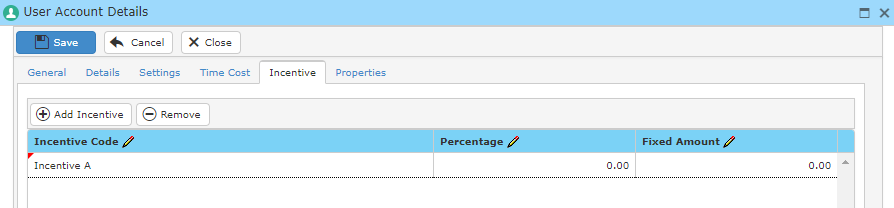 User Account Details
Save Cancel Close
General Details Settings Time Cost Incentive Properties
Add Incentive Remove
Incentive Code Percentage Fixed Amount
Incentive A 0.00 0.00